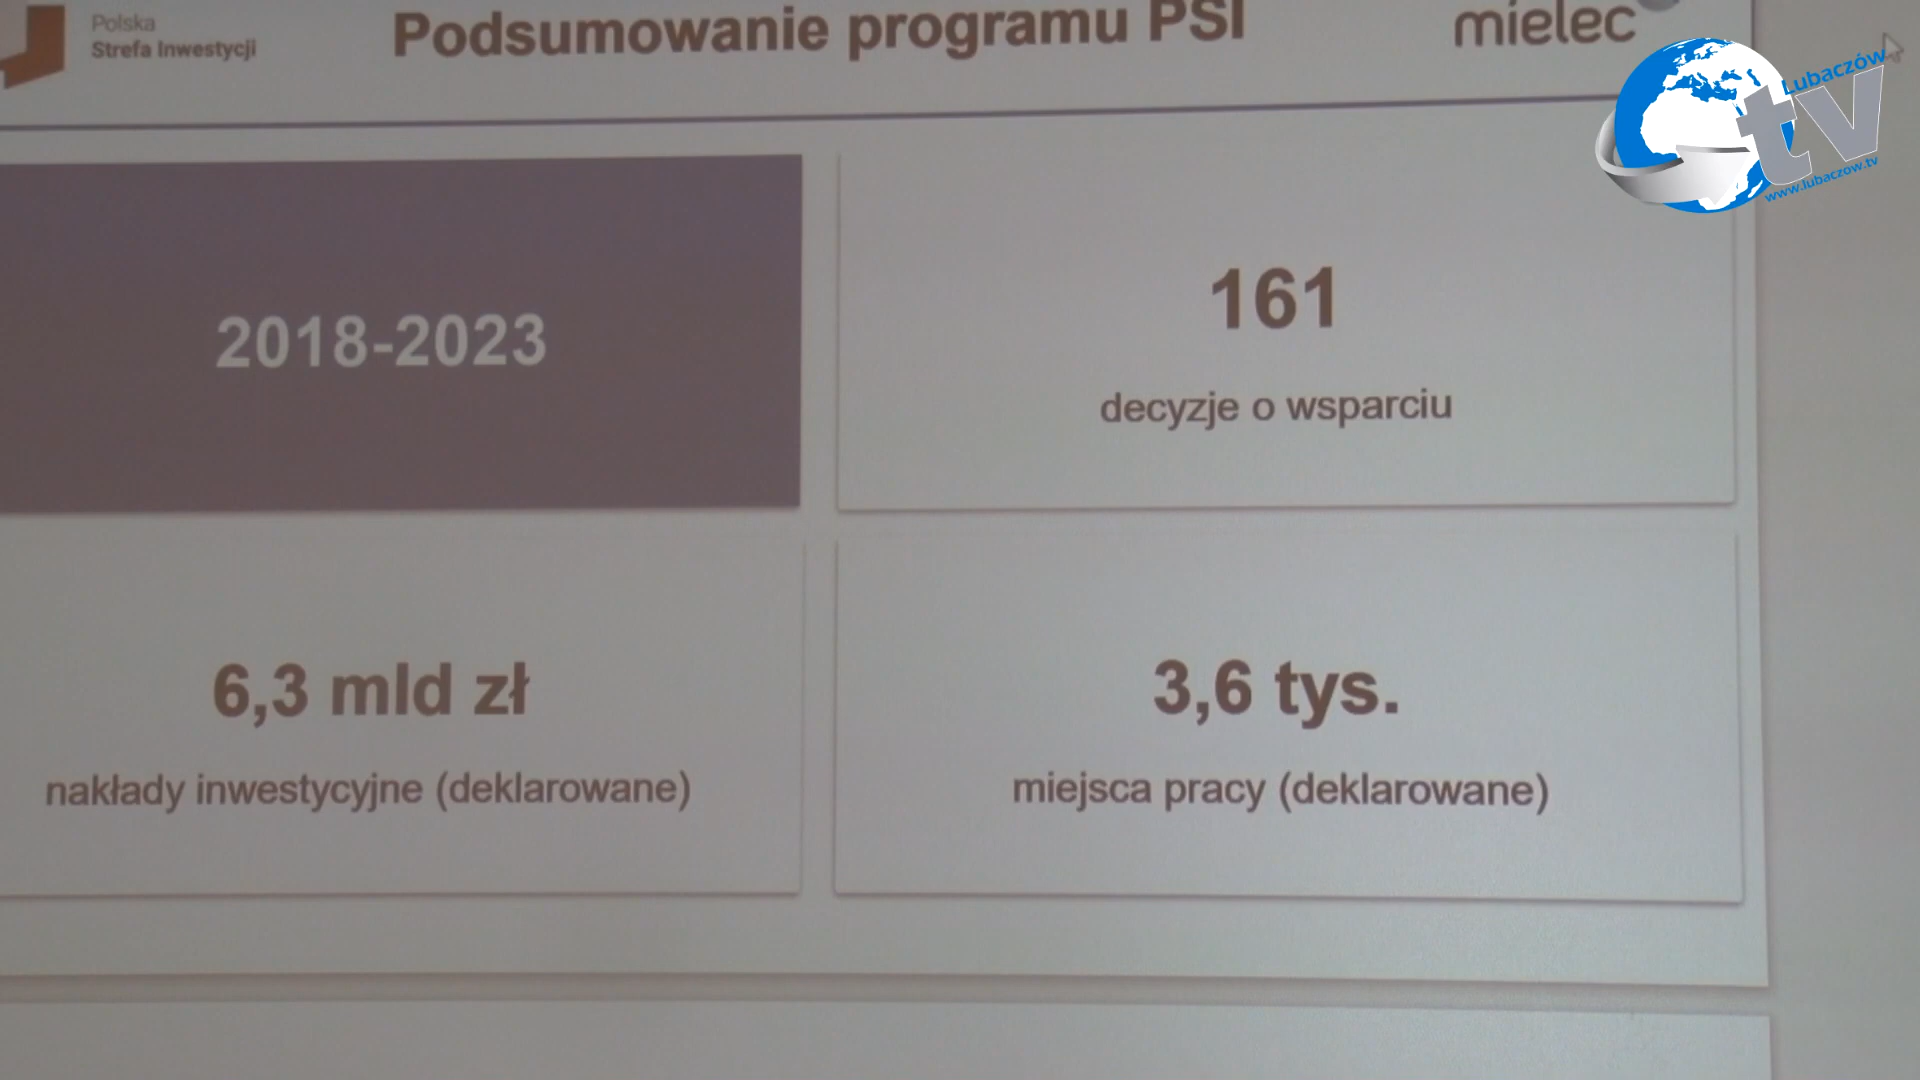 Polska
Strefa Inwestycji
Podsumowanie programu PSI
mielec
Lubaczów
tv
www.lubaczow.tv
2018-2023
161
decyzje o wsparciu
6,3 mld zł
nakłady inwestycyjne (deklarowane)
3,6 tys.
miejsca pracy (deklarowane)